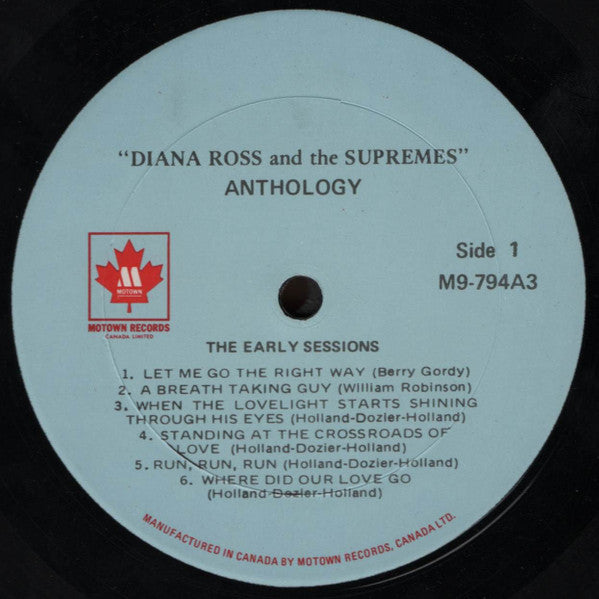 "DIANA ROSS and the SUPREMES"
ANTHOLOGY
Side 1
M9-794A3
M
MOTOWN
MOTOWN RECORDS
CANADA LIMITED
THE EARLY SESSIONS
1. LET ME GO THE RIGHT WAY (Berry Gordy)
2. A BREATH TAKING GUY (William Robinson)
3. WHEN THE LOVELIGHT STARTS SHINING
THROUGH HIS EYES (Holland-Dozier-Holland)
4. STANDING AT THE CROSSROADS OF
LOVE (Holland-Dozier-Holland)
5. RUN, RUN, RUN (Holland-Dozier-Holland)
6. WHERE DID OUR LOVE GO
(Holland-Dozier-Holland)
MANUFACTURED IN CANADA BY MOTOWN RECORDS, CANADA LTD.